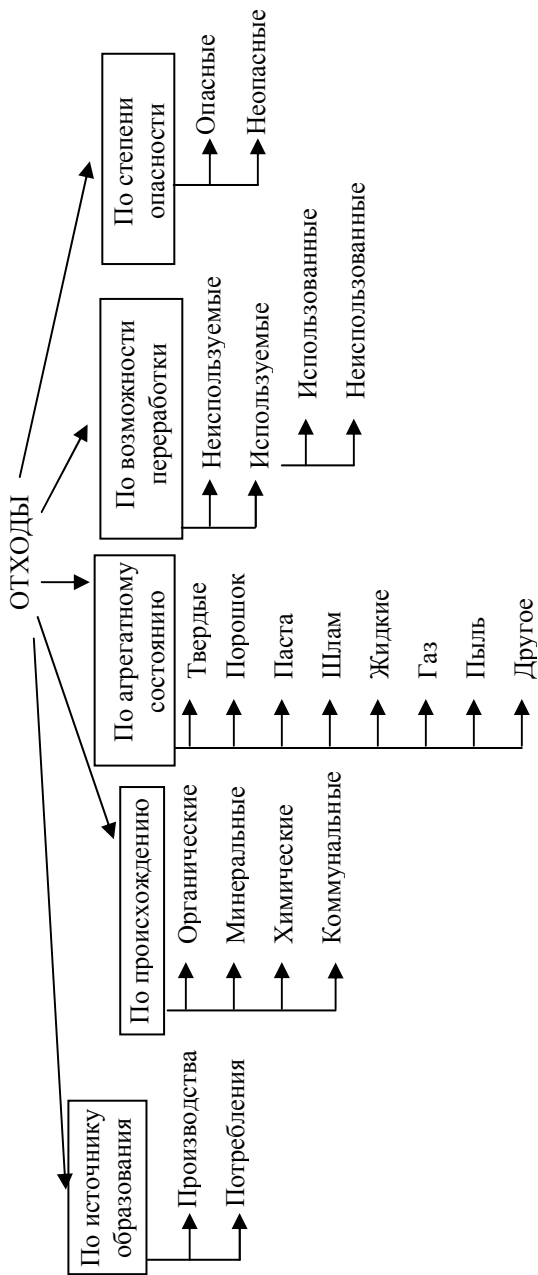 ОТХОДЫ
По источнику
образования
Производства
Потребления
По происхождению
Органические
Минеральные
Химические
Коммунальные
По агрегатному
состоянию
Твердые
Порошок
Паста
Шлам
Жидкие
Газ
Пыль
Другое
По возможности
переработки
Неиспользуемые
Используемые
Использованные
Неиспользованные
По степени
опасности
Опасные
Неопасные